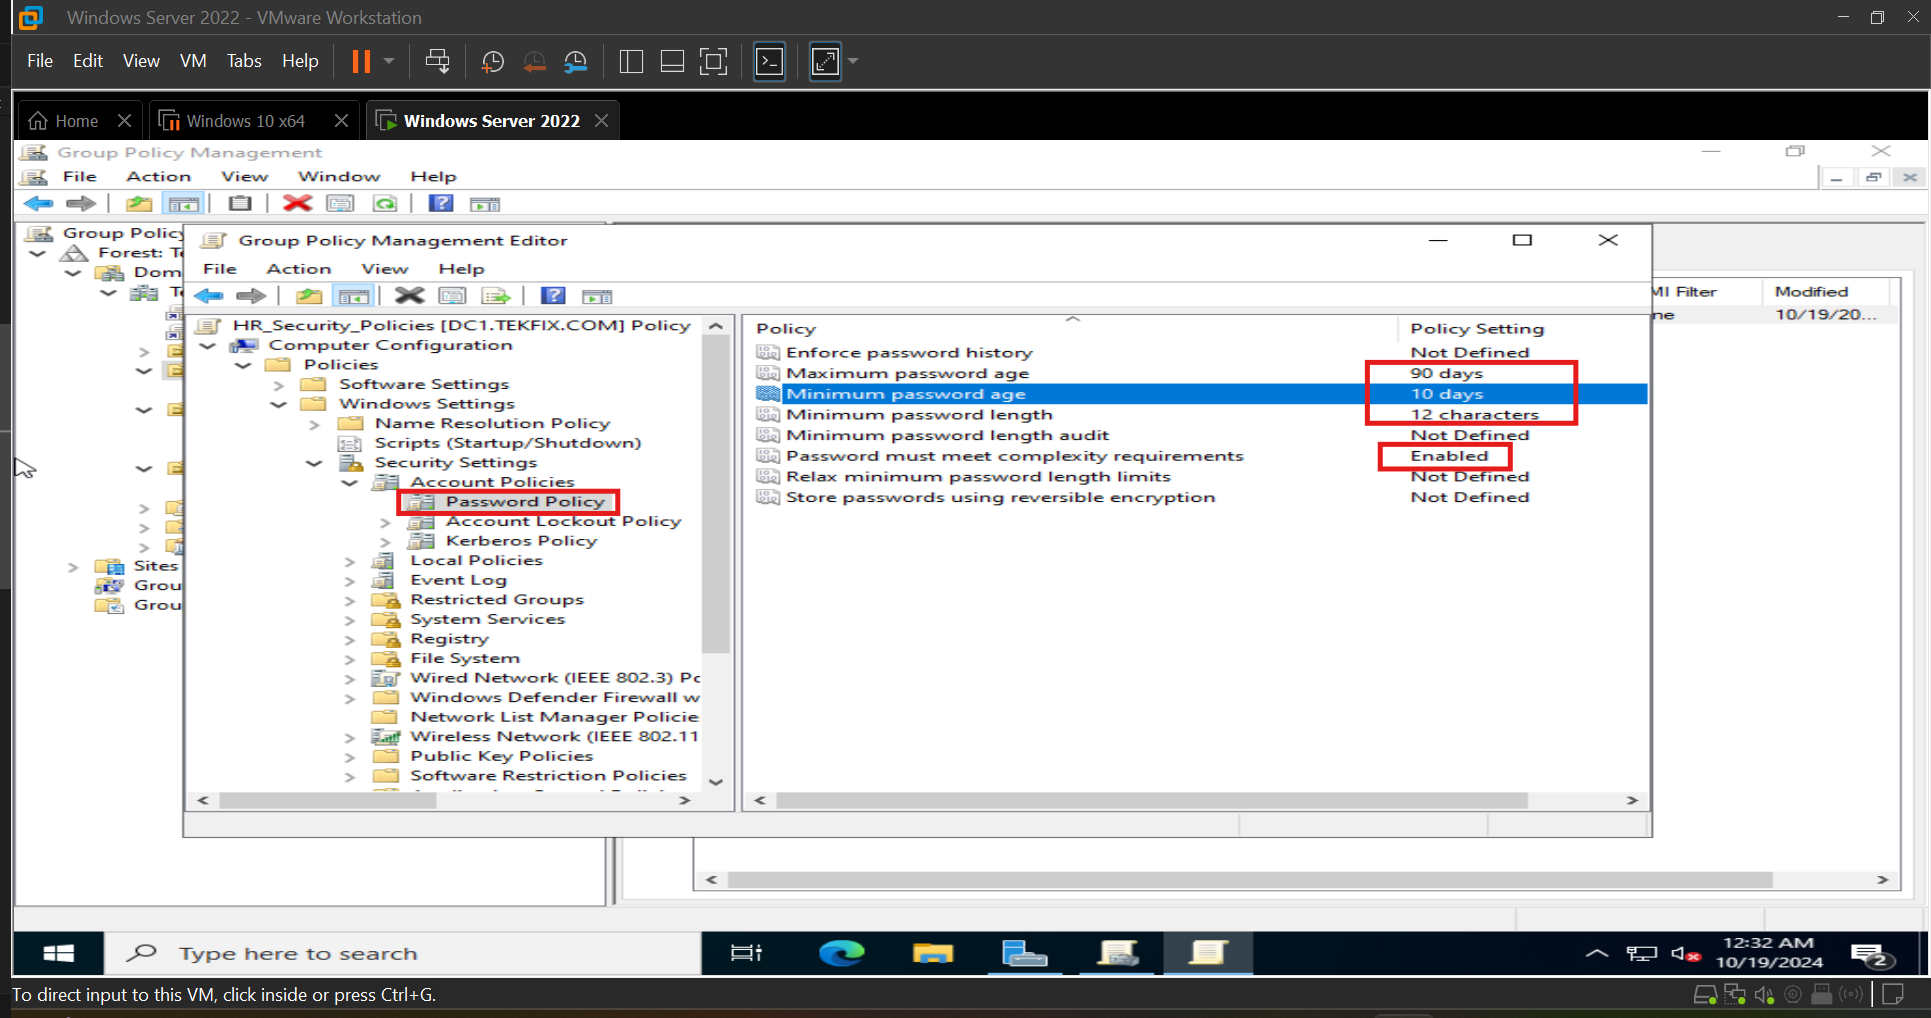 Windows Server 2022 - VMware Workstation
File Edit View VM Tabs Help
Home Windows 10 x64 Windows Server 2022
Group Policy Management
File Action View Window Help
Group Policy
Forest:
Group Policy Management Editor
File Action View Help
MI Filter Modified
ne 10/19/20...
HR_Security_Policies [DC1.TEKFIX.COM] Policy
Computer Configuration
Policies
Software Settings
Windows Settings
Name Resolution Policy
Scripts (Startup/Shutdown)
Security Settings
Account Policies
Password Policy
Account Lockout Policy
Kerberos Policy
Local Policies
Event Log
Restricted Groups
System Services
Registry
File System
Wired Network (IEEE 802.3) Pc
Windows Defender Firewall w
Network List Manager Policie
Wireless Network (IEEE 802.11
Public Key Policies
Software Restriction Policies
Policy Policy Setting
Enforce password history Not Defined
Maximum password age 90 days
Minimum password age 10 days
Minimum password length 12 characters
Minimum password length audit Not Defined
Password must meet complexity requirements Enabled
Relax minimum password length limits Not Defined
Store passwords using reversible encryption Not Defined
Dom
Te
Sites
Grou
Grou
Type here to search
12:32 AM
10/19/2024
2
To direct input to this VM, click inside or press Ctrl+G.